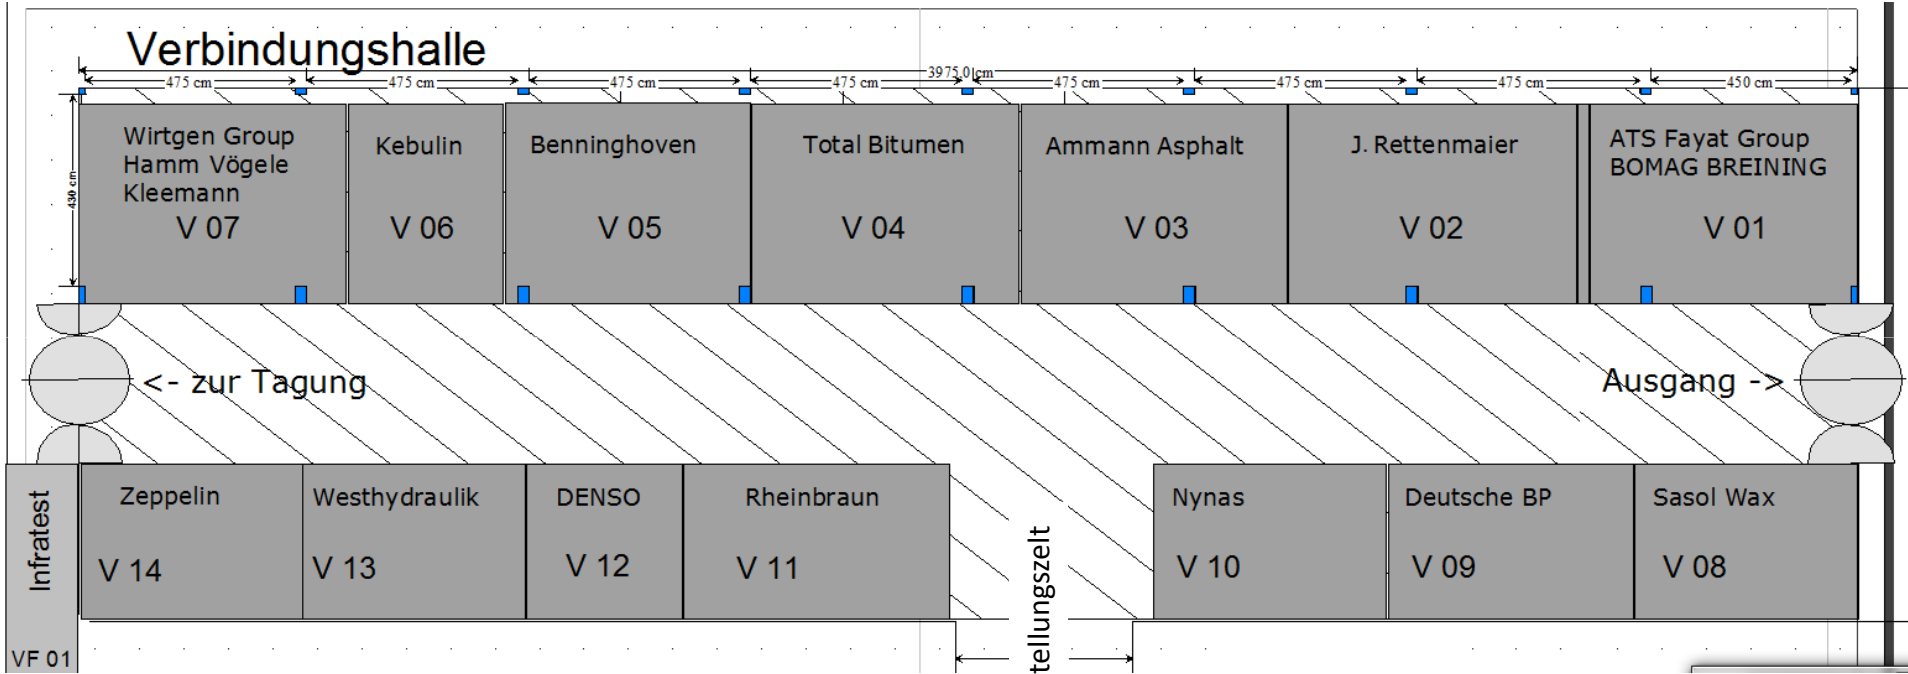 Verbindungshalle
3975.0 cm
475 cm
475 cm
475 cm
475 cm
475 cm
475 cm
475 cm
450 cm
430 cm
Wirtgen Group
Hamm Vögele
Kleemann
V 07
Kebulin
V 06
Benninghoven
V 05
Total Bitumen
V 04
Ammann Asphalt
V 03
J. Rettenmaier
V 02
ATS Fayat Group
BOMAG BREINING
V 01
<- zur Tagung
Ausgang ->
Infratest
VF 01
Zeppelin
V 14
Westhydraulik
V 13
DENSO
V 12
Rheinbraun
V 11
tellungszelt
Nynas
V 10
Deutsche BP
V 09
Sasol Wax
V 08